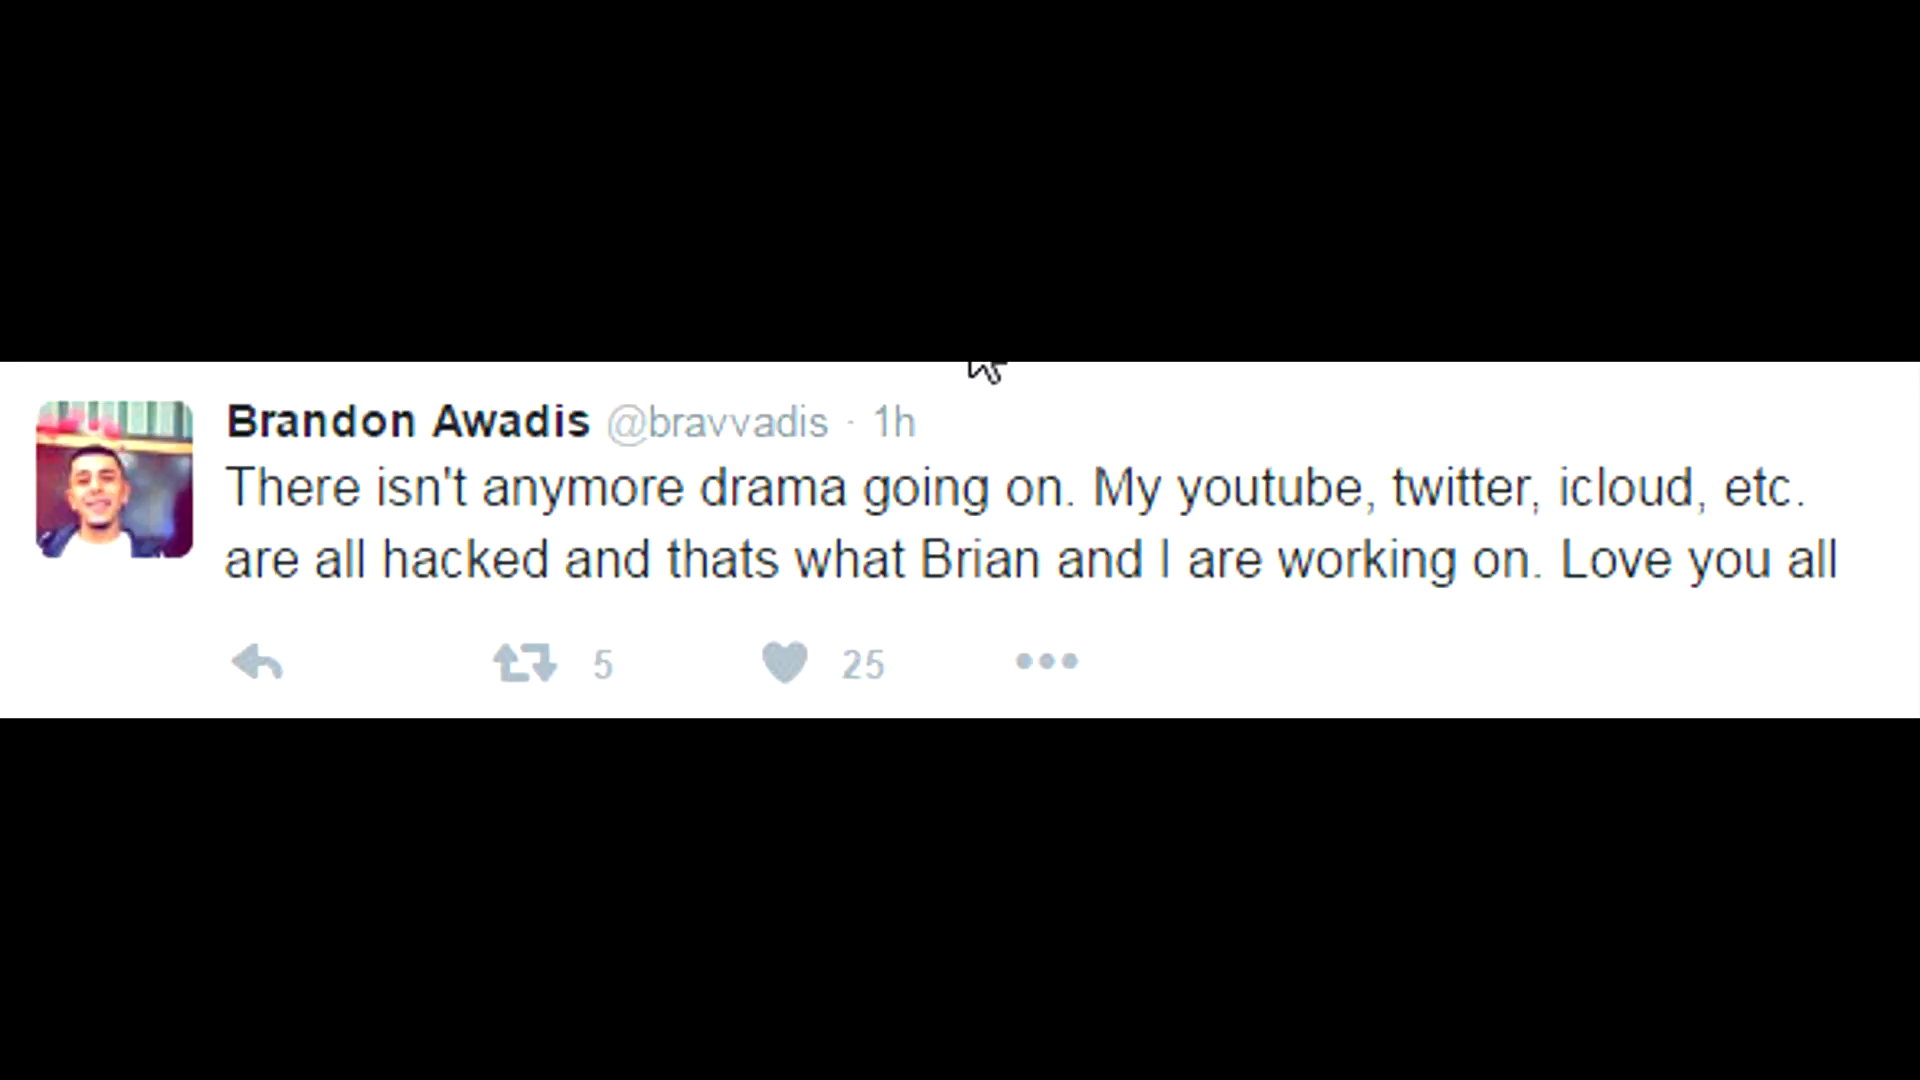 Brandon Awadis @bravvadis · 1h
There isn't anymore drama going on. My youtube, twitter, icloud, etc.
are all hacked and thats what Brian and I are working on. Love you all
5 25